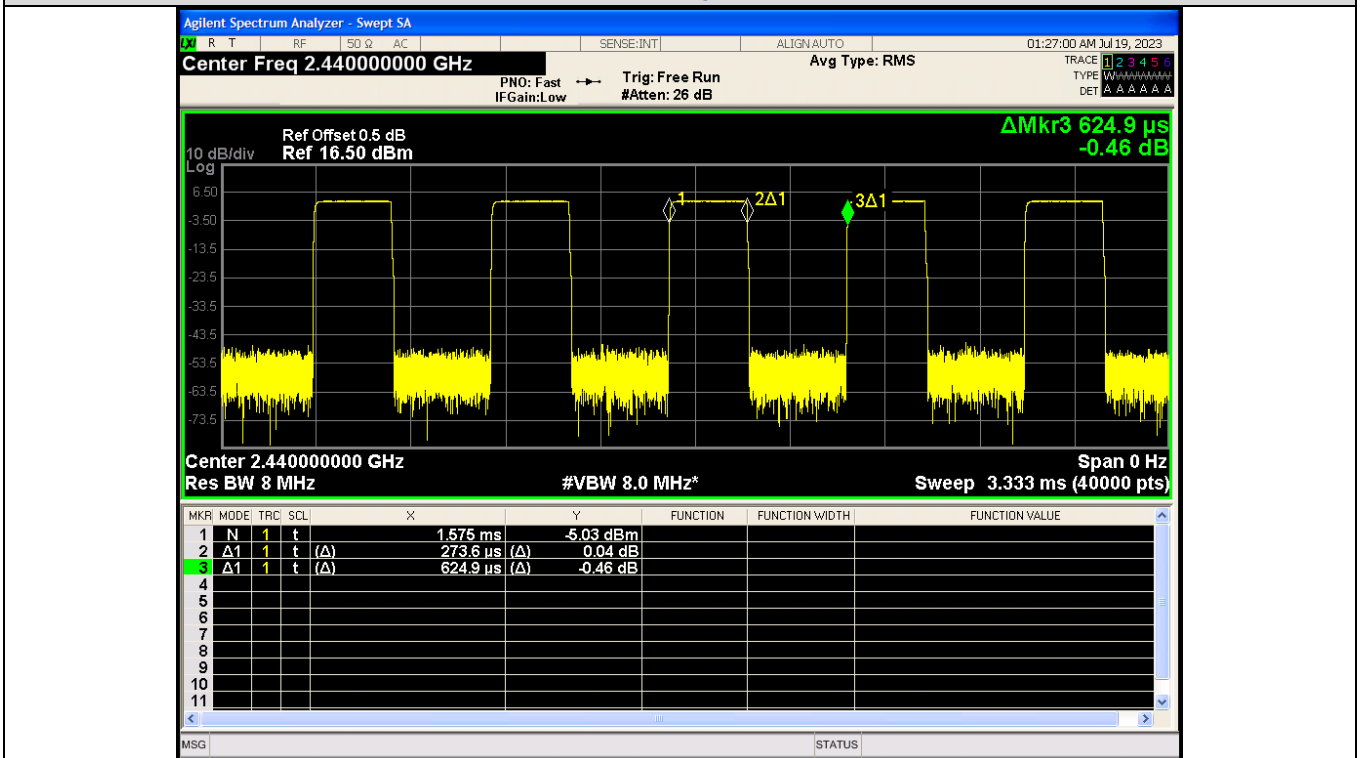 Agilent Spectrum Analyzer - Swept SA
LXI R T RF 50 Ω AC SENSE:INT ALIGN AUTO 01:27:00 AM Jul 19, 2023
Center Freq 2.440000000 GHz Avg Type: RMS TRACE 1 2 3 4 5 6
PNO: Fast Trig: Free Run TYPE WWWWWW
IFGain:Low #Atten: 26 dB DET A A A A A A
ΔMkr3 624.9 µs
Ref Offset 0.5 dB
10 dB/div Ref 16.50 dBm -0.46 dB
Log
6.50
1 2Δ1 3Δ1
-3.50
-13.5
-23.5
-33.5
-43.5
-53.5
-63.5
-73.5
Center 2.440000000 GHz Span 0 Hz
Res BW 8 MHz #VBW 8.0 MHz* Sweep 3.333 ms (40000 pts)
MKR MODE TRC SCL X Y FUNCTION FUNCTION WIDTH FUNCTION VALUE
1 N 1 t 1.575 ms -5.03 dBm
2 Δ1 1 t (Δ) 273.6 µs (Δ) 0.04 dB
3 Δ1 1 t (Δ) 624.9 µs (Δ) -0.46 dB
4
5
6
7
8
9
10
11
MSG STATUS